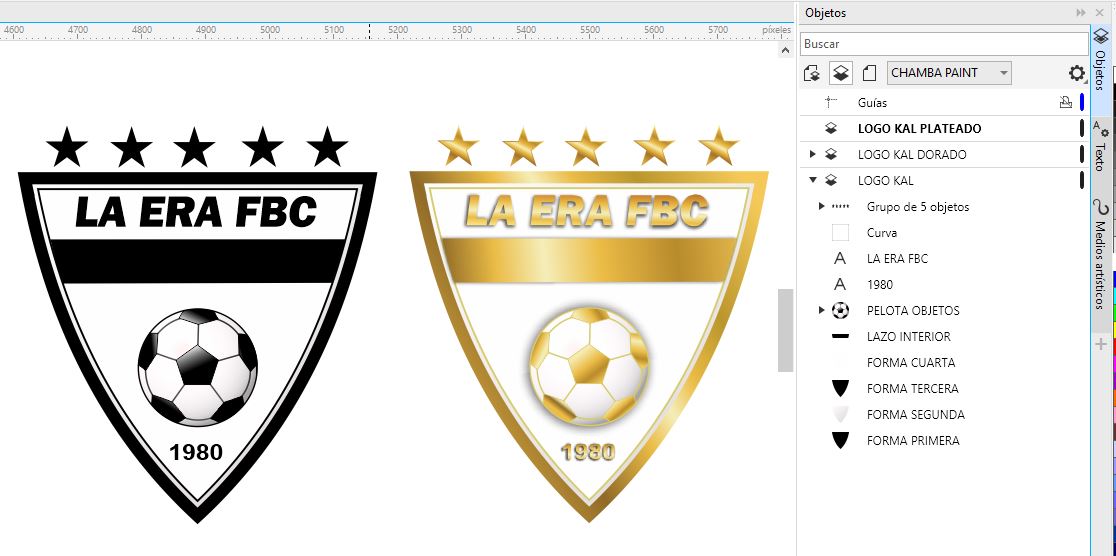 Objetos
4600 4700 4800 4900 5000 5100 5200 5300 5400 5500 5600 5700 píxeles
Buscar
CHAMBA PAINT
Guías
LOGO KAL PLATEADO
LOGO KAL DORADO
LOGO KAL
Grupo de 5 objetos
Curva
LA ERA FBC
1980
PELOTA OBJETOS
LAZO INTERIOR
FORMA CUARTA
FORMA TERCERA
FORMA SEGUNDA
FORMA PRIMERA
LA ERA FBC
1980
LA ERA FBC
1980
Objetos
Texto
Medios artísticos